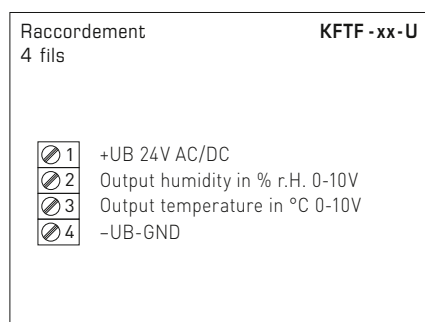 Raccordement KFTF - xx - U
4 fils
1 +UB 24V AC/DC
2 Output humidity in % r.H. 0-10V
3 Output temperature in °C 0-10V
4 –UB-GND